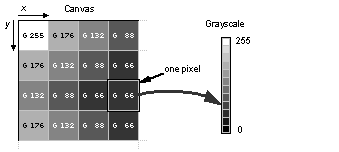 x Canvas
Grayscale
y
G 255 G 176 G 132 G 88
255
G 176 G 132 G 88 G 66
one pixel
G 132 G 88 G 66 G 66
G 176 G 132 G 88 G 66
0